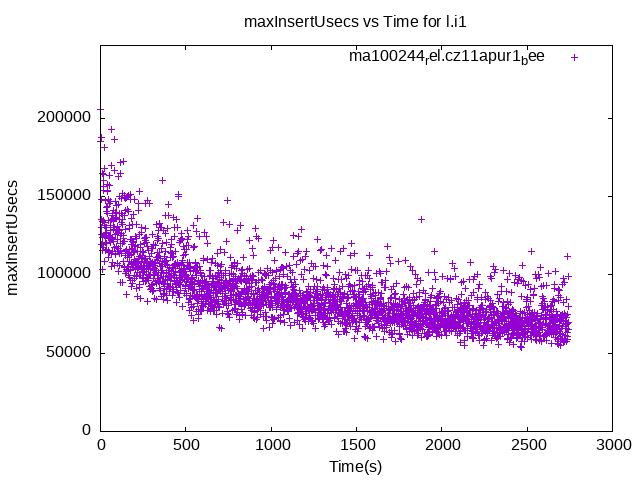 maxInsertUsecs vs Time for l.i1
ma100244rel.cz11apur1bee
200000
150000
100000
50000
0
maxInsertUsecs
0 500 1000 1500 2000 2500 3000
Time(s)